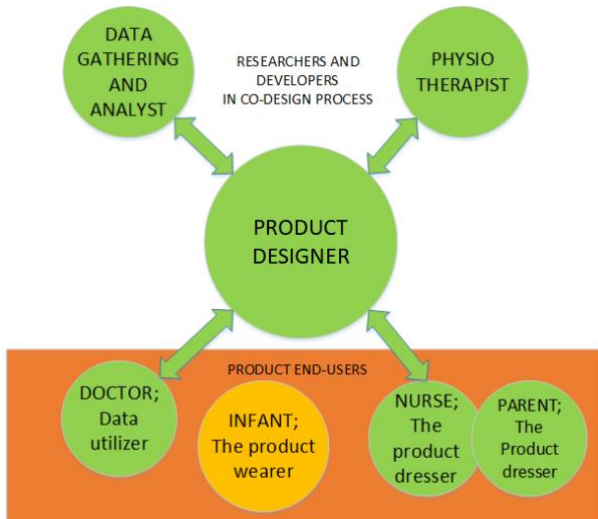 DATA
GATHERING
AND
ANALYST
RESEARCHERS AND
DEVELOPERS
IN CO-DESIGN PROCESS
PHYSIO
THERAPIST
PRODUCT
DESIGNER
PRODUCT END-USERS
DOCTOR;
Data
utilizer
INFANT;
The product
wearer
NURSE;
The
product
dresser
PARENT;
The
Product
dresser